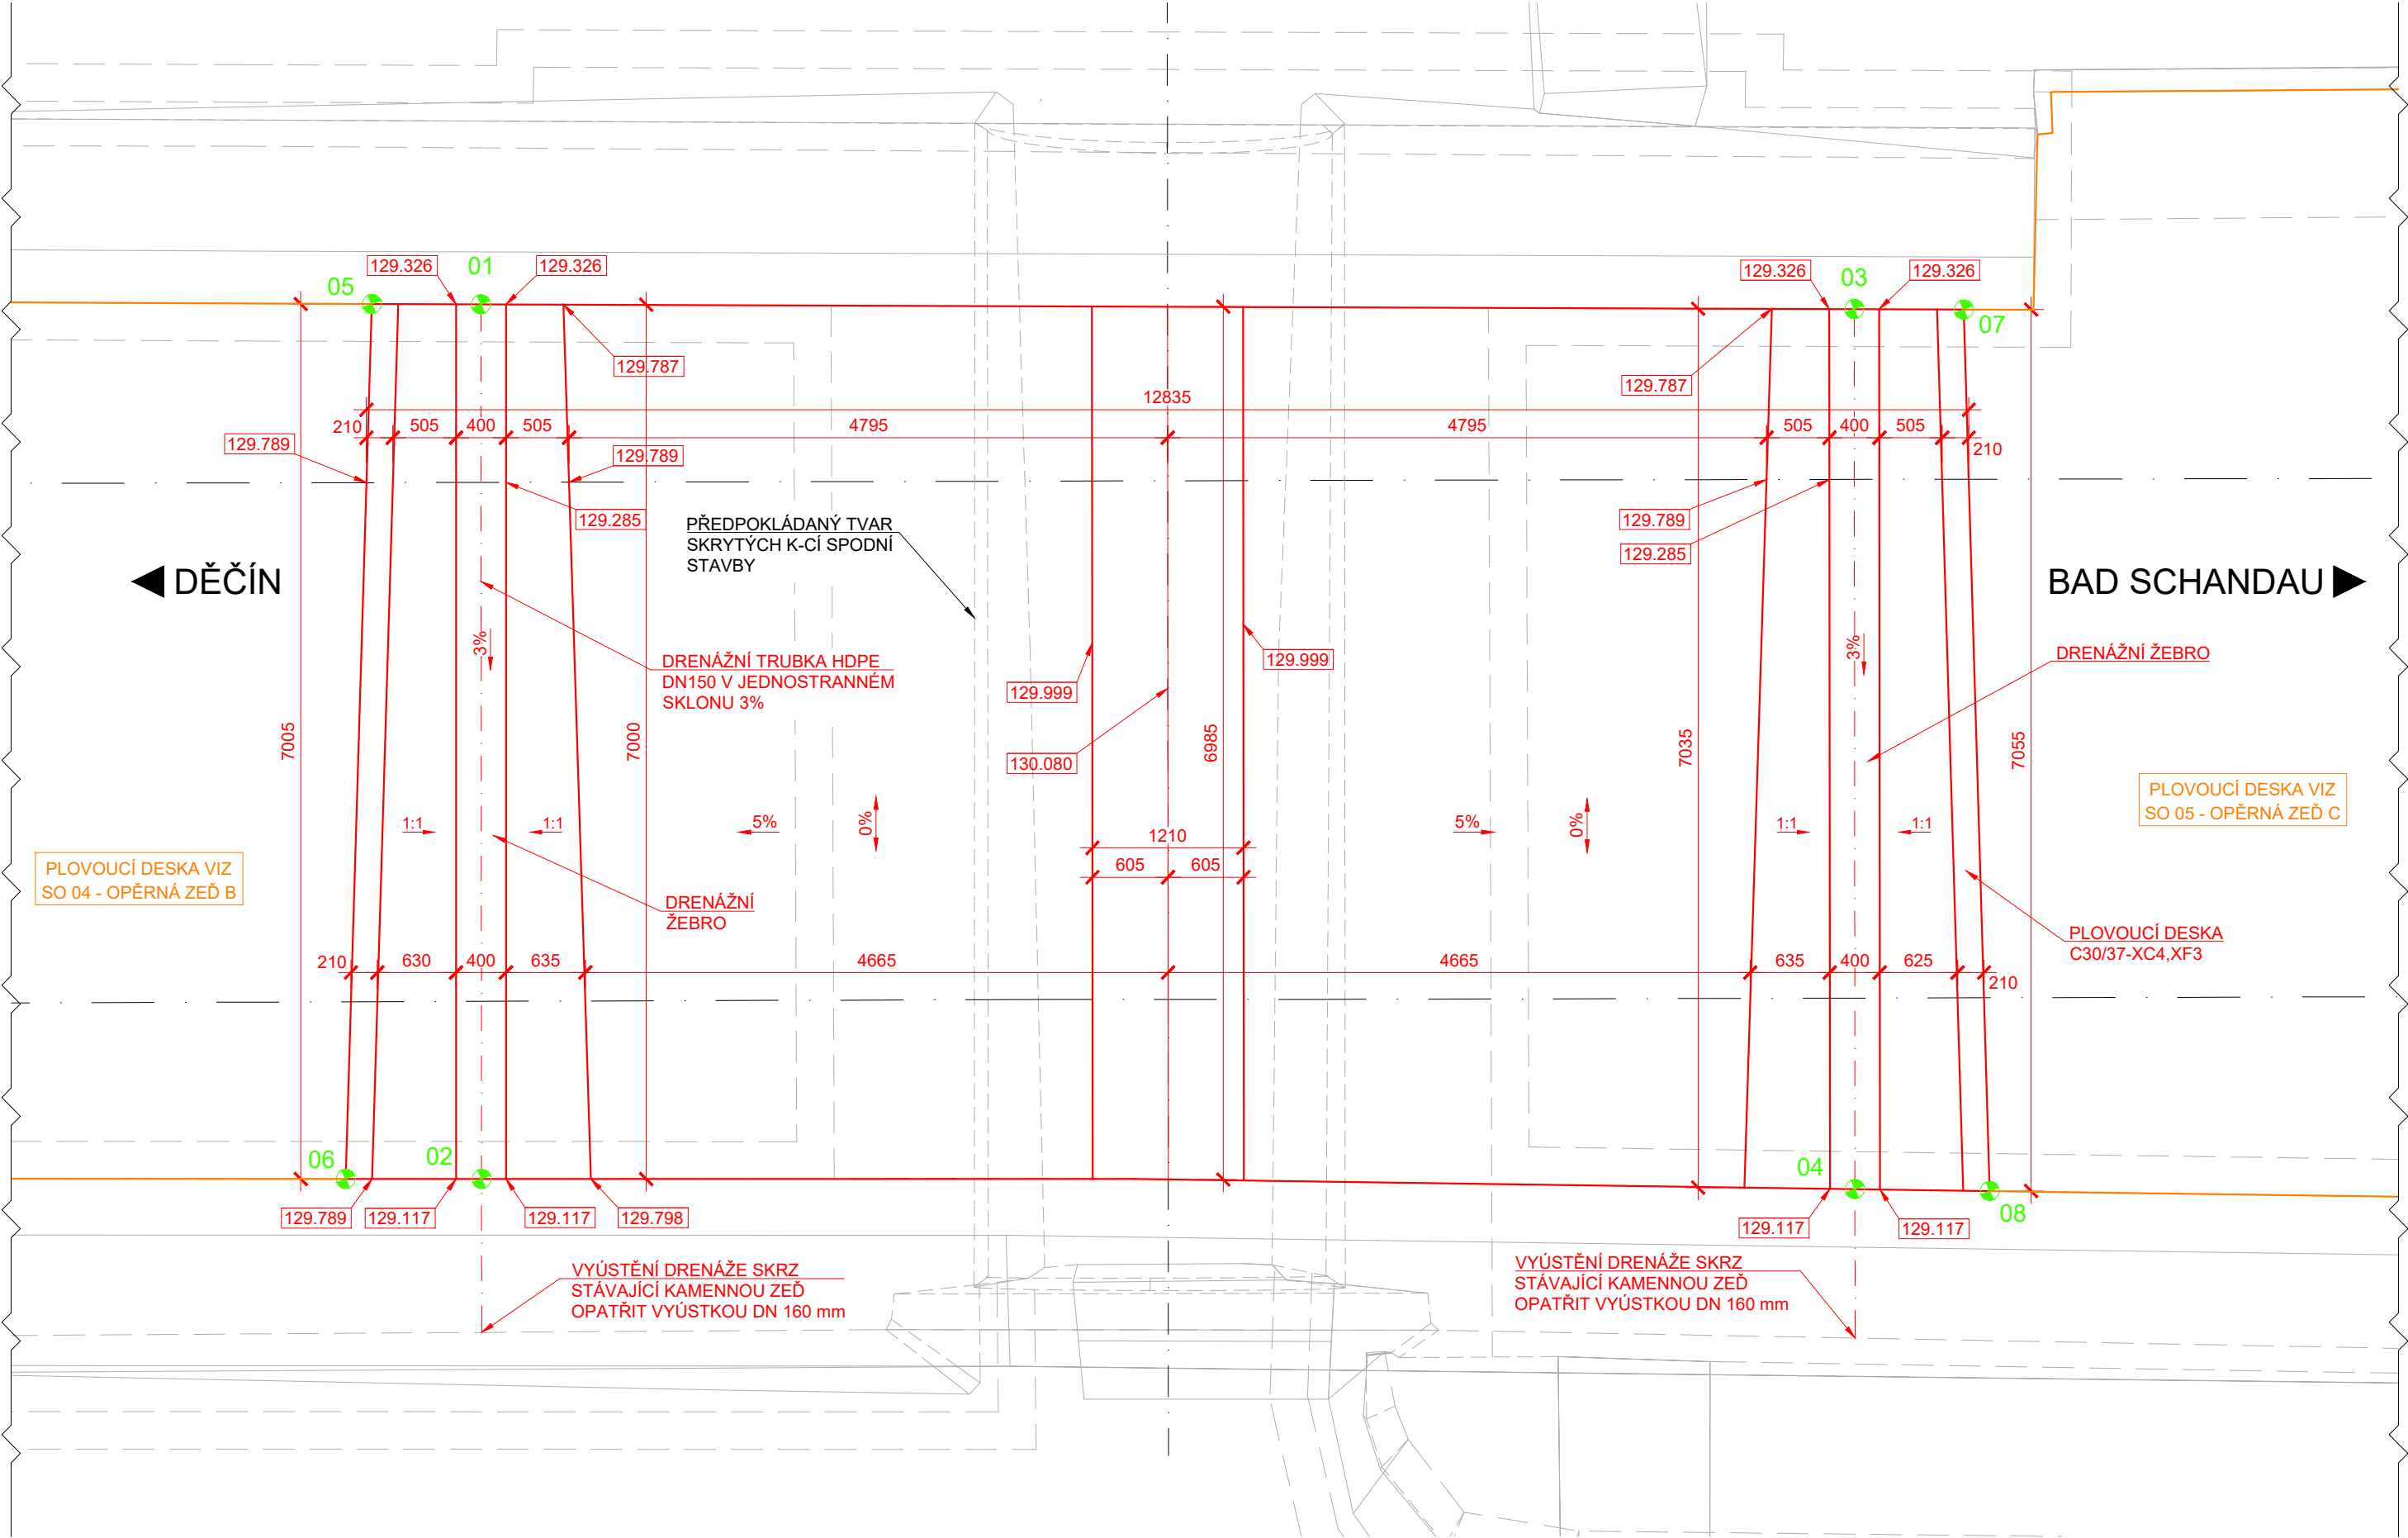 129.326
01
129.326
05
129.326
03
129.326
07
129.787
129.787
12835
210
505
400
505
4795
4795
505
400
505
210
129.789
129.789
129.285
129.789
129.285
PŘEDPOKLÁDANÝ TVAR
SKRYTÝCH K-CÍ SPODNÍ
STAVBY
DĚČÍN
BAD SCHANDAU
3%
3%
DRENÁŽNÍ TRUBKA HDPE
DN150 V JEDNOSTRANNÉM
SKLONU 3%
129.999
129.999
130.080
DRENÁŽNÍ ŽEBRO
7005
7000
6985
7035
7055
PLOVOUCÍ DESKA VIZ
SO 05 - OPĚRNÁ ZEĎ C
1:1
1:1
5%
0%
1210
605
605
5%
0%
1:1
1:1
PLOVOUCÍ DESKA VIZ
SO 04 - OPĚRNÁ ZEĎ B
DRENÁŽNÍ
ŽEBRO
PLOVOUCÍ DESKA
C30/37-XC4,XF3
210
630
400
635
4665
4665
635
400
625
210
06
02
04
08
129.789
129.117
129.117
129.798
129.117
129.117
VYÚSTĚNÍ DRENÁŽE SKRZ
STÁVAJÍCÍ KAMENNOU ZEĎ
OPATŘIT VYÚSTKOU DN 160 mm
VYÚSTĚNÍ DRENÁŽE SKRZ
STÁVAJÍCÍ KAMENNOU ZEĎ
OPATŘIT VYÚSTKOU DN 160 mm